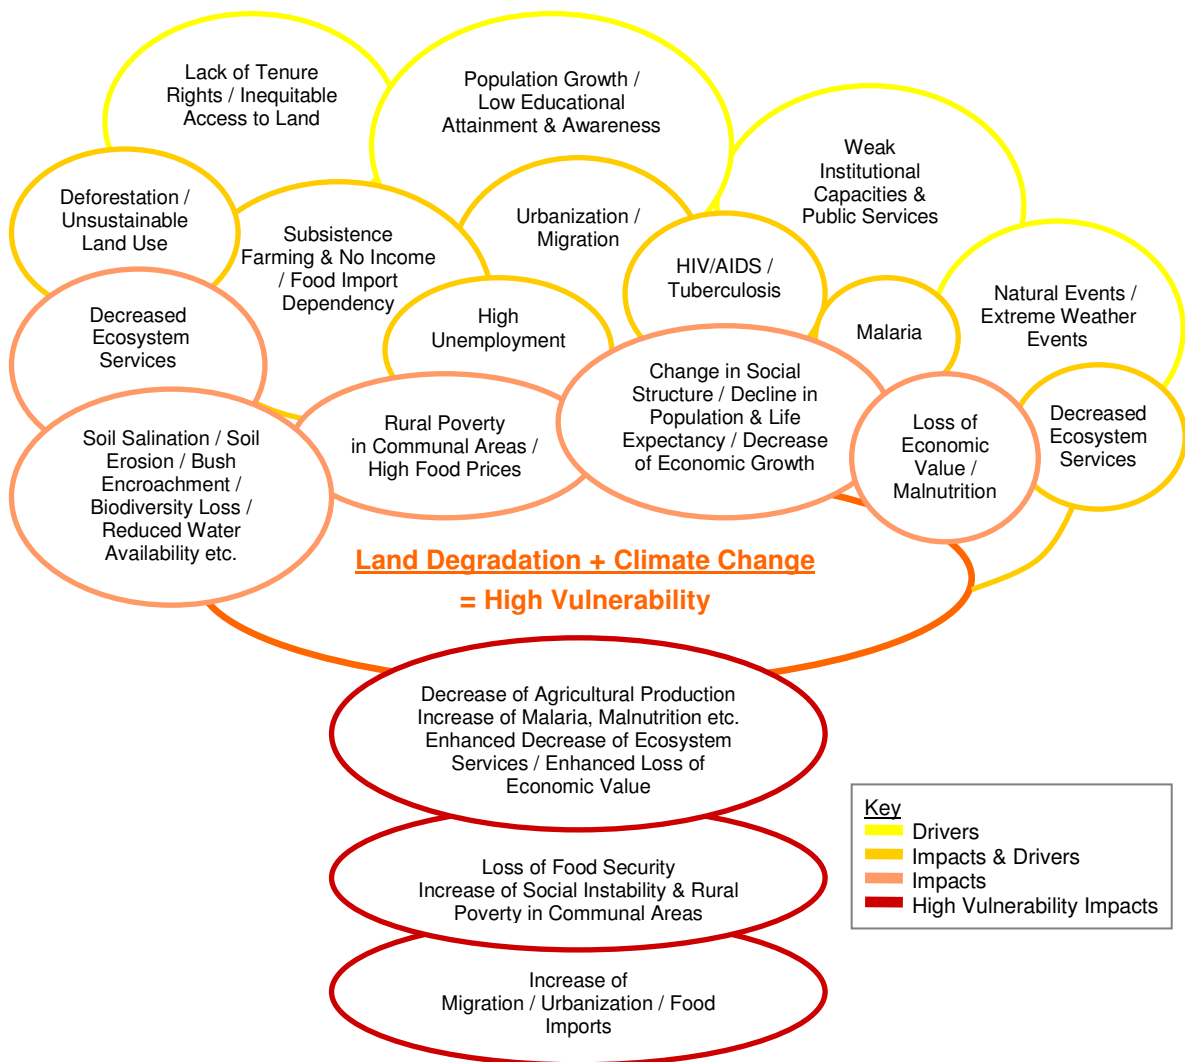 Lack of Tenure
Rights / Inequitable
Access to Land
Population Growth /
Low Educational
Attainment & Awareness
Weak
Institutional
Capacities &
Public Services
Deforestation /
Unsustainable
Land Use
Subsistence
Farming & No Income
/ Food Import
Dependency
Urbanization /
Migration
HIV/AIDS /
Tuberculosis
Malaria
Natural Events /
Extreme Weather
Events
Decreased
Ecosystem
Services
High
Unemployment
Change in Social
Structure / Decline in
Population & Life
Expectancy / Decrease
of Economic Growth
Loss of
Economic
Value /
Malnutrition
Decreased
Ecosystem
Services
Soil Salination / Soil
Erosion / Bush
Encroachment /
Biodiversity Loss /
Reduced Water
Availability etc.
Rural Poverty
in Communal Areas /
High Food Prices
Land Degradation + Climate Change
= High Vulnerability
Decrease of Agricultural Production
Increase of Malaria, Malnutrition etc.
Enhanced Decrease of Ecosystem
Services / Enhanced Loss of
Economic Value
Loss of Food Security
Increase of Social Instability & Rural
Poverty in Communal Areas
Increase of
Migration / Urbanization / Food
Imports
Key
Drivers
Impacts & Drivers
Impacts
High Vulnerability Impacts